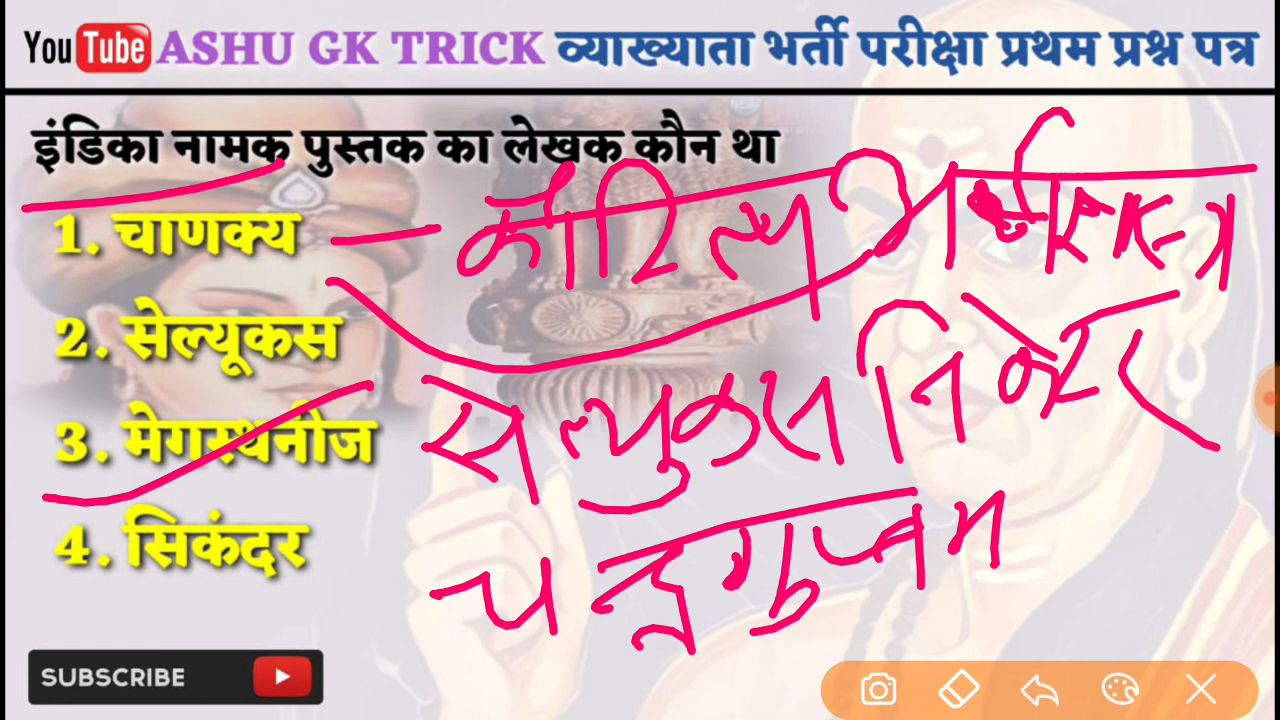 YouTube ASHU GK TRICK व्याख्याता भर्ती परीक्षा प्रथम प्रश्न पत्र
इंडिका नामक पुस्तक का लेखक कौन था
1. चाणक्य - कौटिल्य
2. सेल्यूकस
3. मेगस्थनीज
सेल्युकस निकेटर
4. सिकंदर
चन्द्रगुप्त म
SUBSCRIBE